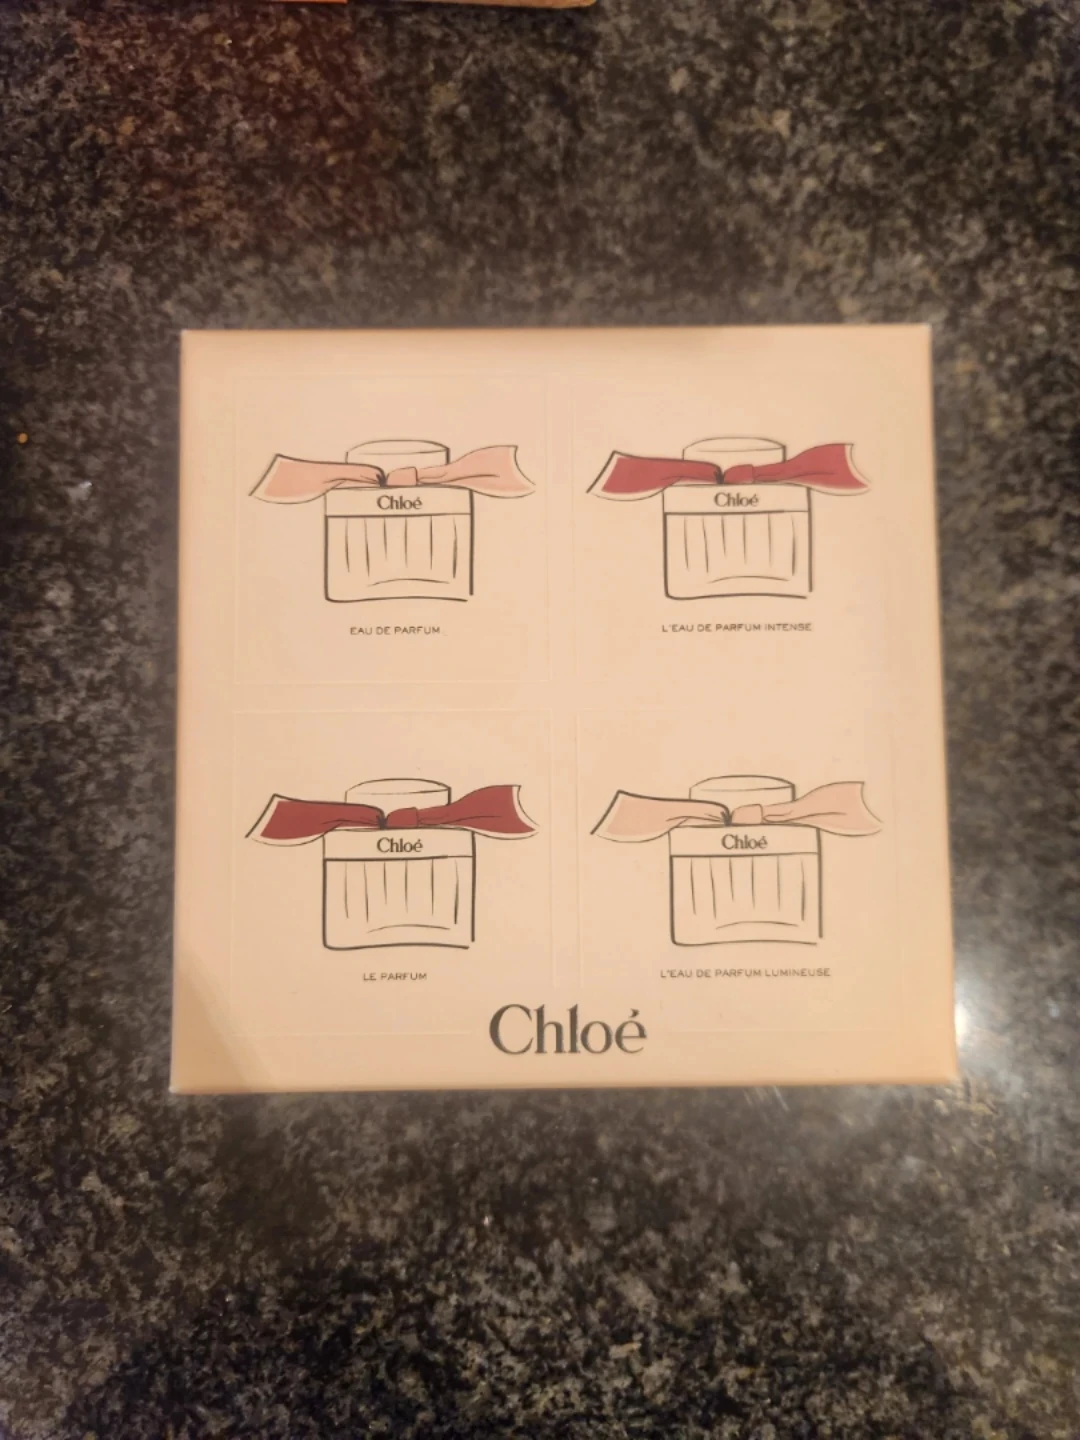 Chloé
EAU DE PARFUM
Chloé
L'EAU DE PARFUM INTENSE
Chloé
LE PARFUM
Chloé
L'EAU DE PARFUM LUMINEUSE
Chloé